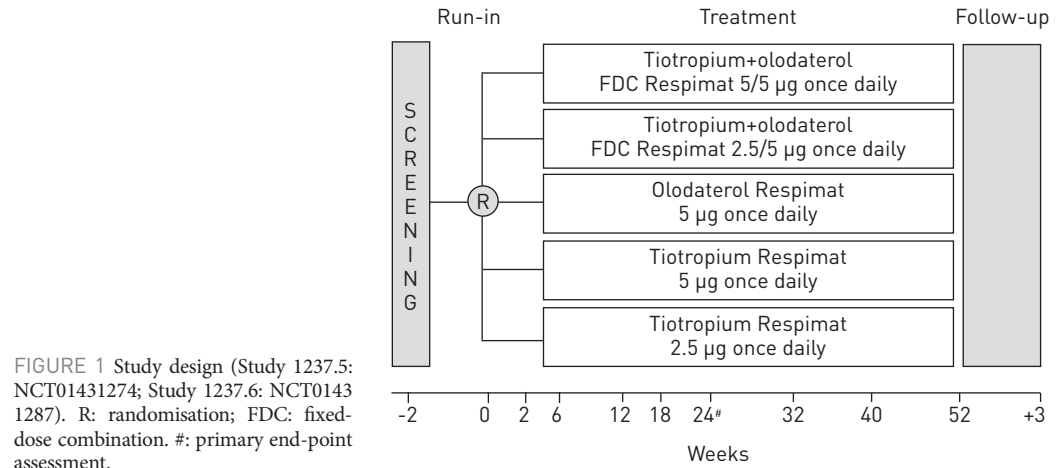 Run-in Treatment Follow-up
SCREENING
R
Tiotropium+olodaterol
FDC Respimat 5/5 µg once daily
Tiotropium+olodaterol
FDC Respimat 2.5/5 µg once daily
Olodaterol Respimat
5 µg once daily
Tiotropium Respimat
5 µg once daily
Tiotropium Respimat
2.5 µg once daily
-2 0 2 6 12 18 24# 32 40 52 +3
Weeks
FIGURE 1 Study design (Study 1237.5:
NCT01431274; Study 1237.6: NCT0143
1287). R: randomisation; FDC: fixed-
dose combination. #: primary end-point
assessment.